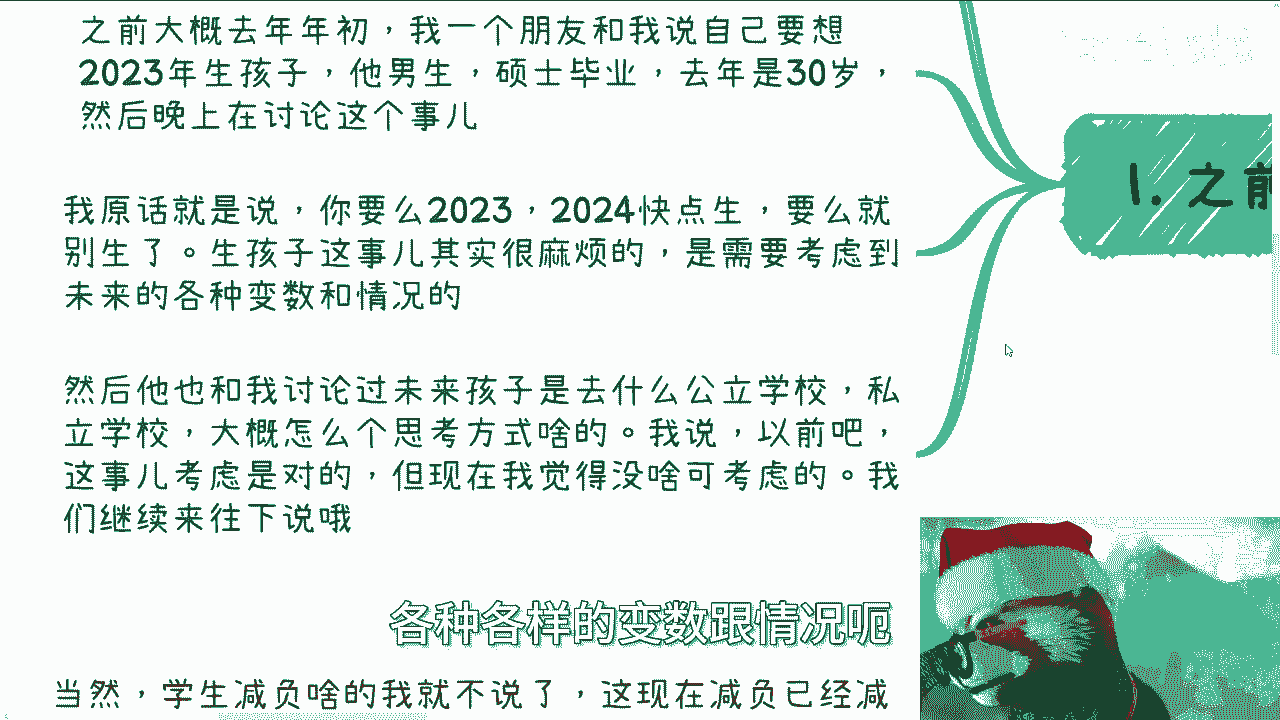 之前大概去年年初，我一个朋友和我说自己要想
2023年生孩子，他男生，硕士毕业，去年是30岁，
然后晚上在讨论这个事儿
1. 之前
我原话就是说，你要么2023，2024快点生，要么就
别生了。生孩子这事儿其实很麻烦的，是需要考虑到
未来的各种变数和情况的
然后他也和我讨论过未来孩子是去什么公立学校，私
立学校，大概怎么个思考方式啥的。我说，以前吧，
这事儿考虑是对的，但现在我觉得没啥可考虑的。我
们继续来往下说哦
各种各样的变数跟情况呃
当然，学生减负啥的我就不说了，这现在减负已经减